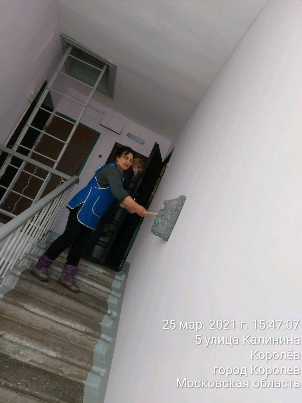 25 мар. 2021 г. 15:47:07
5 улица Калинина
Королёв
город Королев
Московская область